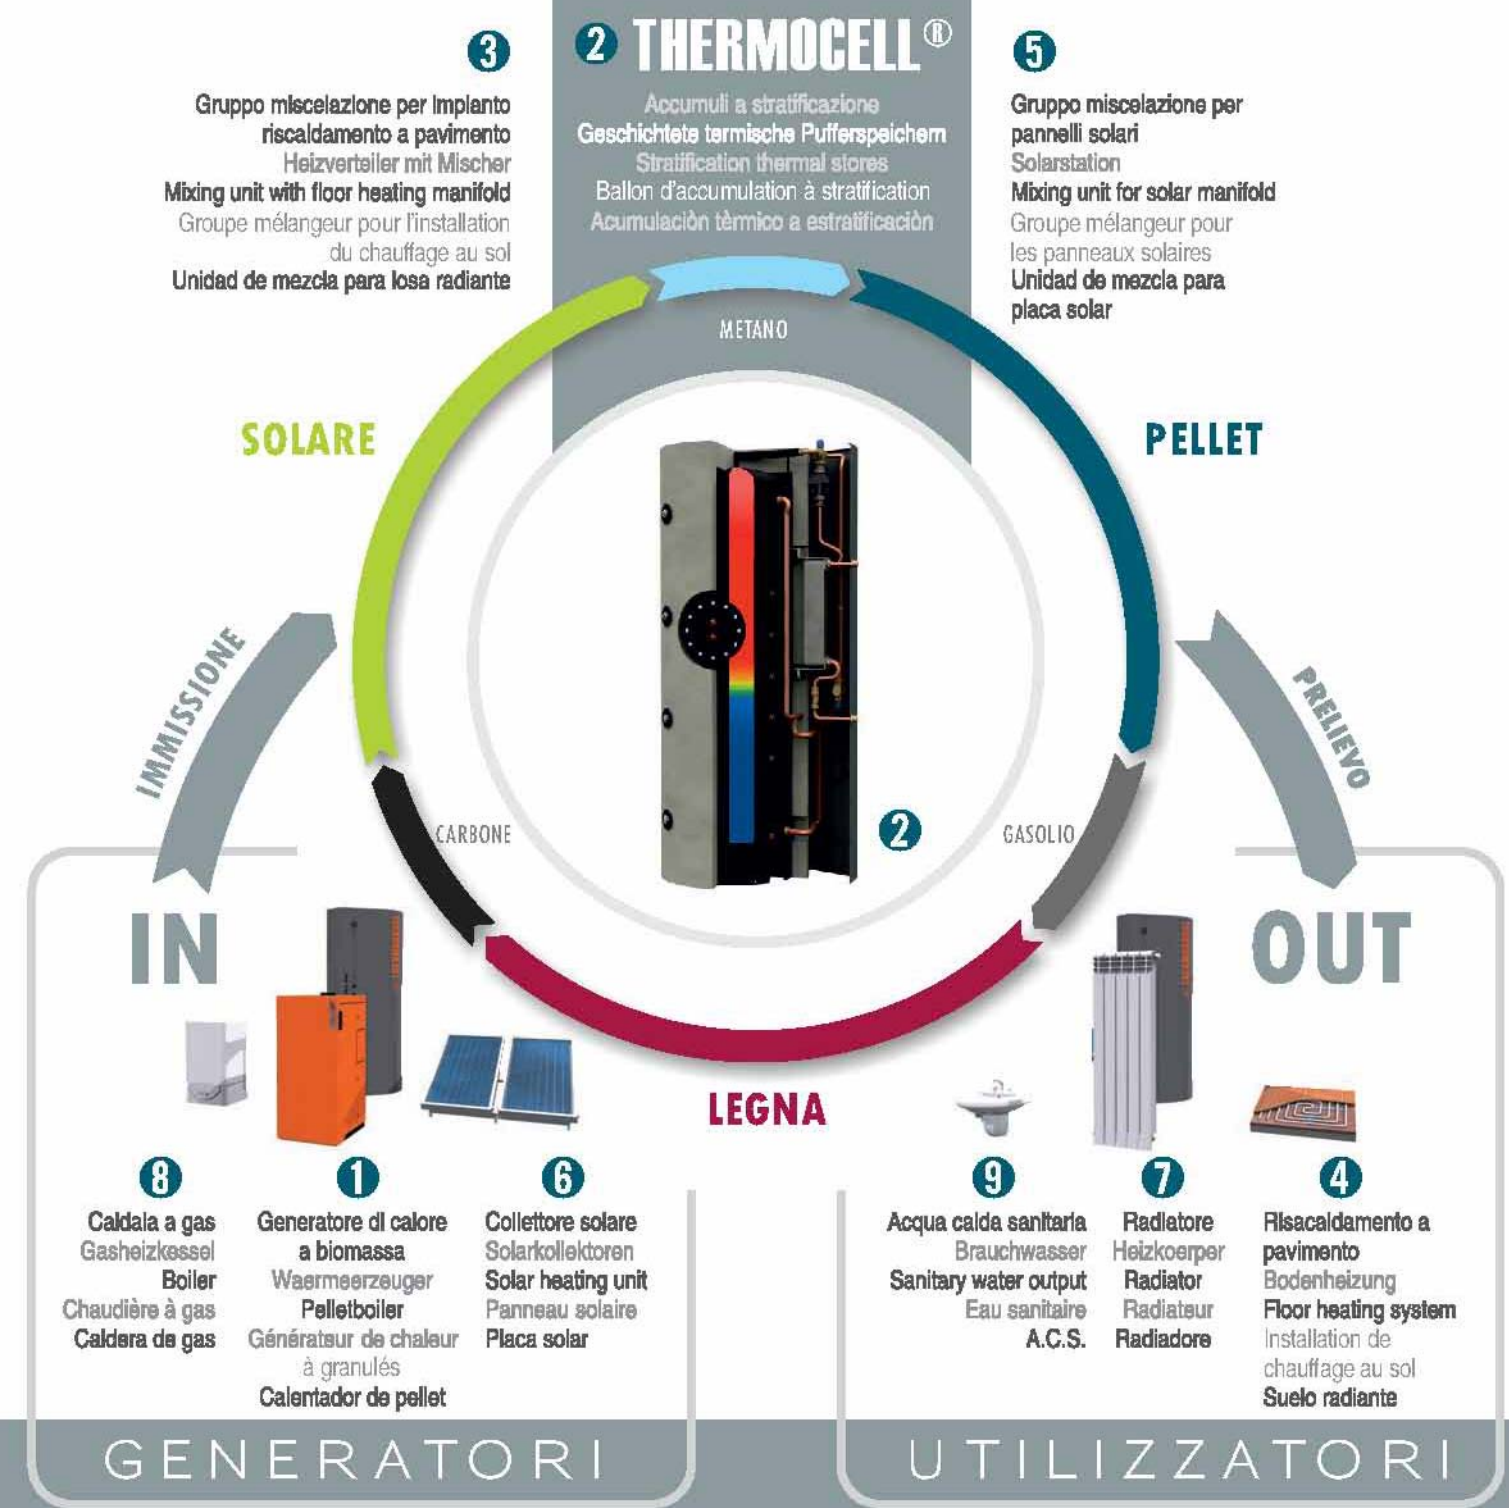 3
Gruppo miscelazione per impianto
riscaldamento a pavimento
Heizverteiler mit Mischer
Mixing unit with floor heating manifold
Groupe mélangeur pour l'installation
du chauffage au sol
Unidad de mezcla para losa radiante
2 THERMOCELL®
Accumuli a stratificazione
Geschichtete termische Pufferspeichern
Stratification thermal stores
Ballon d'accumulation à stratification
Acumulaciòn tèrmico a estratificaciòn
5
Gruppo miscelazione per
pannelli solari
Solarstation
Mixing unit for solar manifold
Groupe mélangeur pour
les panneaux solaires
Unidad de mezcla para
placa solar
METANO
SOLARE
PELLET
IMMISSIONE
PRELIEVO
CARBONE
2
GASOLIO
IN
OUT
LEGNA
8
Caldaia a gas
Gasheizkessel
Boiler
Chaudière à gas
Caldera de gas
1
Generatore di calore
a biomassa
Waermeerzeuger
Pelletboiler
Générateur de chaleur
à granulés
Calentador de pellet
6
Collettore solare
Solarkollektoren
Solar heating unit
Panneau solaire
Placa solar
9
Acqua calda sanitaria
Brauchwasser
Sanitary water output
Eau sanitaire
A.C.S.
7
Radiatore
Heizkoerper
Radiator
Radiateur
Radiadore
4
Risacaldamento a
pavimento
Bodenheizung
Floor heating system
Installation de
chauffage au sol
Suelo radiante
GENERATORI
UTILIZZATORI